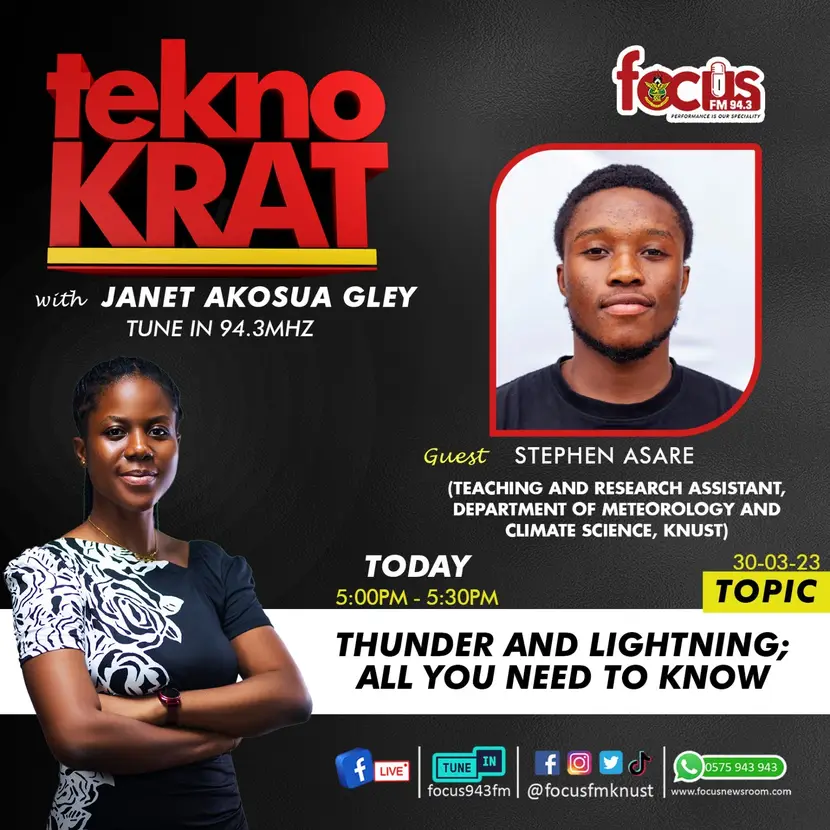 tekno
KRAT
with JANET AKOSUA GLEY
TUNE IN 94.3MHZ
focus
FM 94.3
PERFORMANCE IS OUR SPECIALITY
Guest STEPHEN ASARE
(TEACHING AND RESEARCH ASSISTANT,
DEPARTMENT OF METEOROLOGY AND
CLIMATE SCIENCE, KNUST)
TODAY
5:00PM - 5:30PM
30-03-23
TOPIC
THUNDER AND LIGHTNING;
ALL YOU NEED TO KNOW
LIVE
TUNE IN
focus943fm
@focusfmknust
0575 943 943
www.focusnewsroom.com